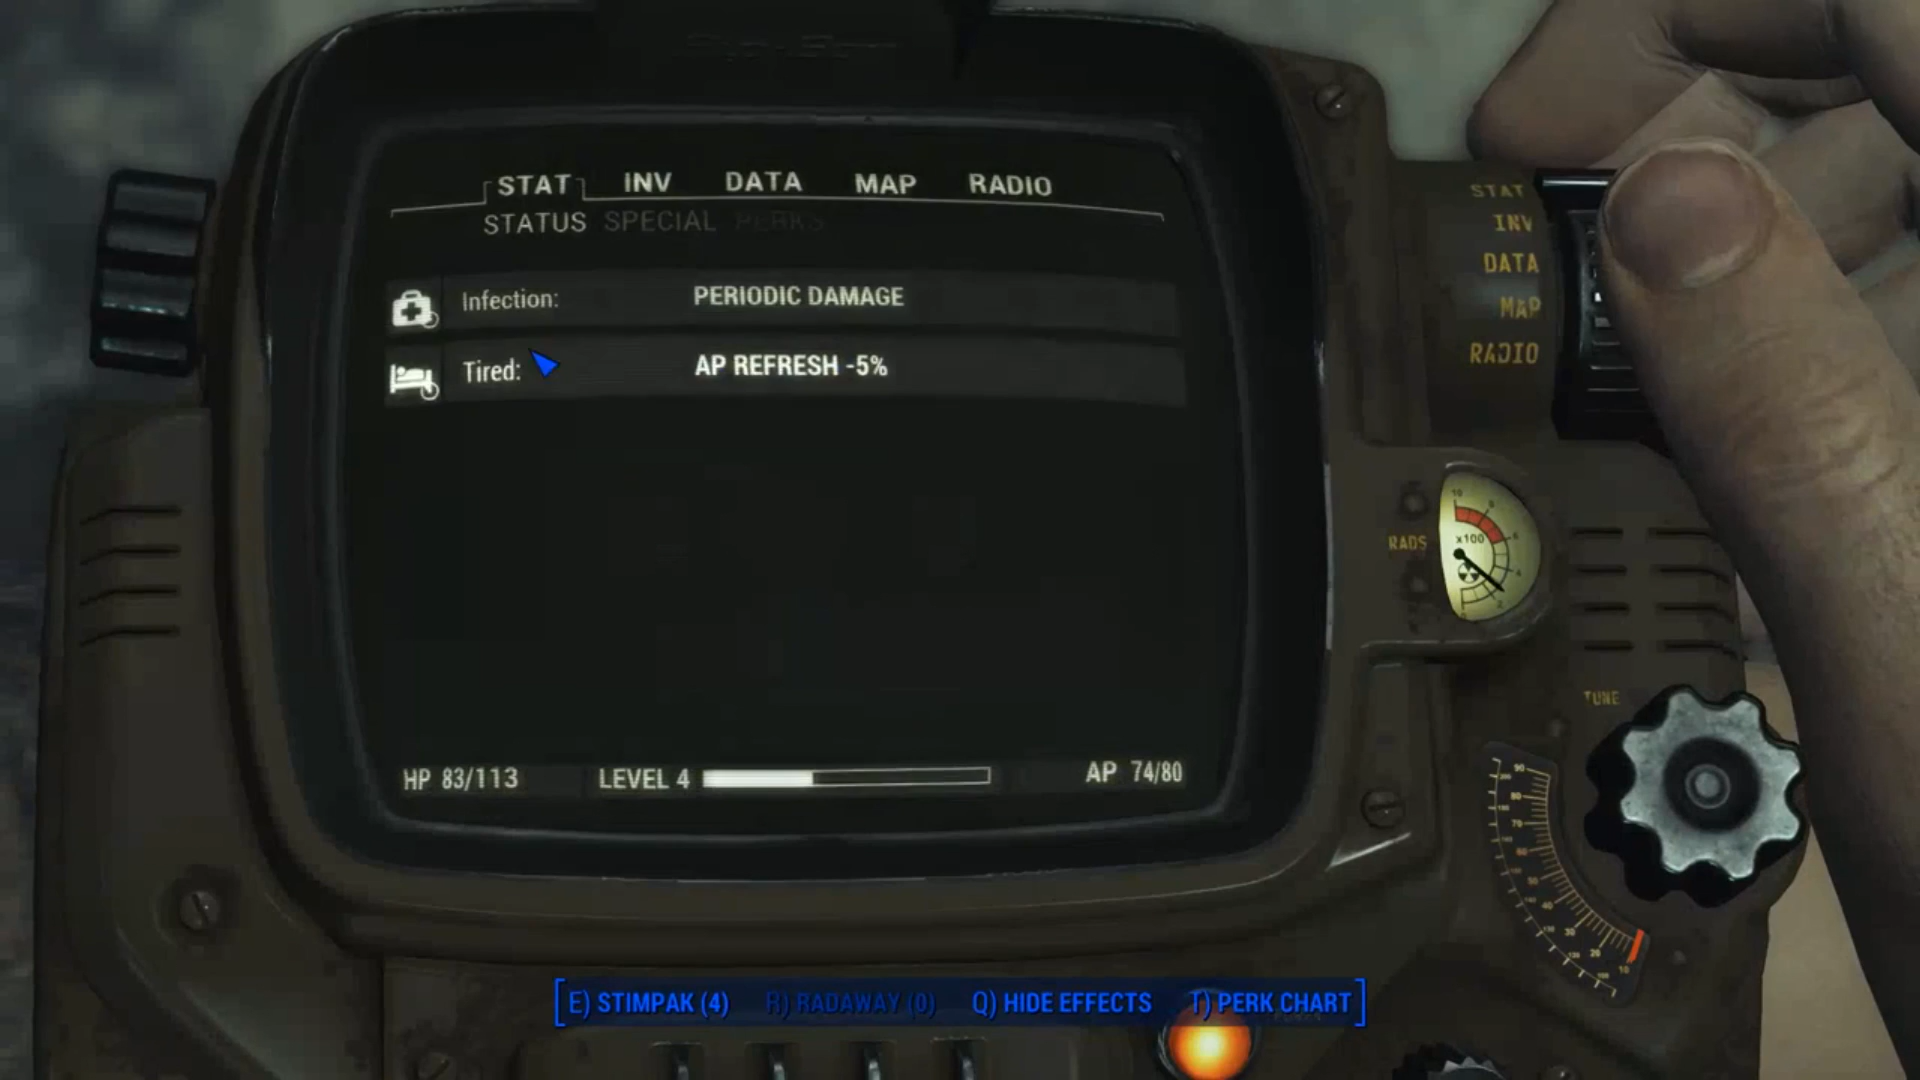 STAT INV DATA MAP RADIO
STATUS SPECIAL PERKS
Infection: PERIODIC DAMAGE
Tired: AP REFRESH -5%
HP 83/113 LEVEL 4 AP 74/80
STAT
INV
DATA
MAP
RADIO
RADS
x100
TUNE
E) STIMPAK (4) R) RADAWAY (0) Q) HIDE EFFECTS T) PERK CHART